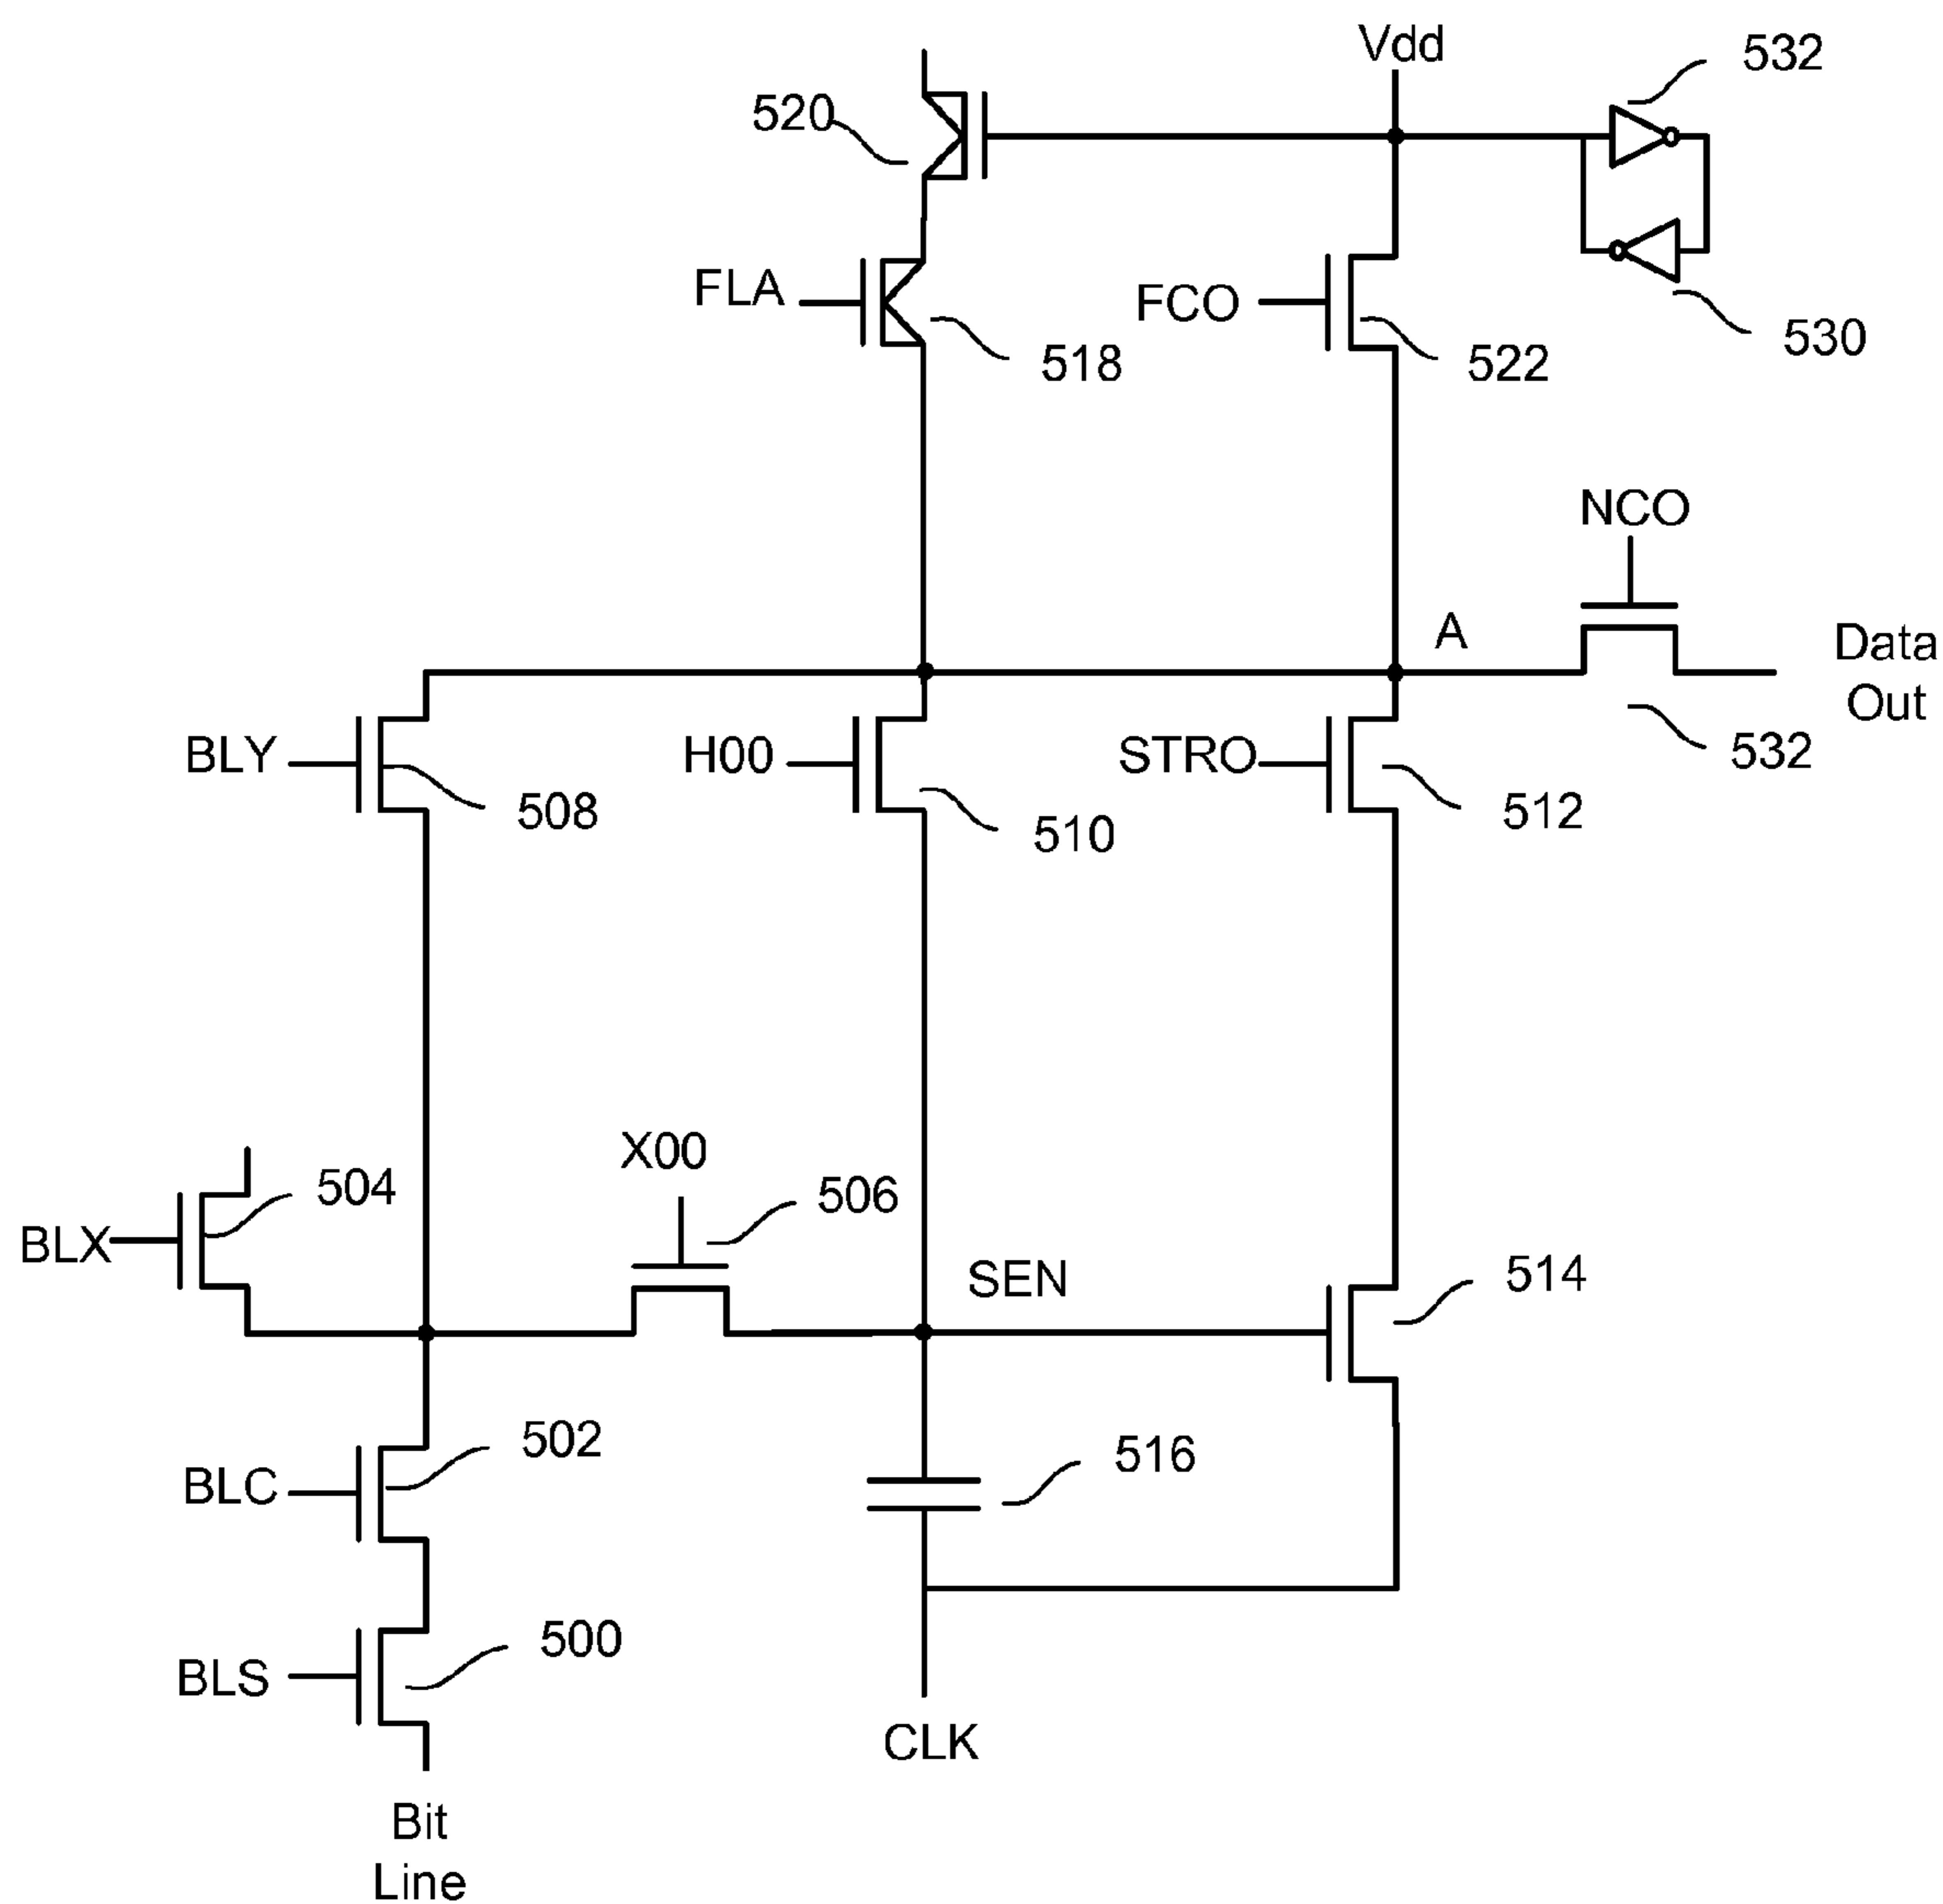 Vdd
532
520
FLA
FCO
518
522
530
NCO
A
Data
Out
532
BLY
508
H00
510
STRO
512
504
BLX
X00
506
SEN
514
BLC
502
516
BLS
500
CLK
Bit
Line